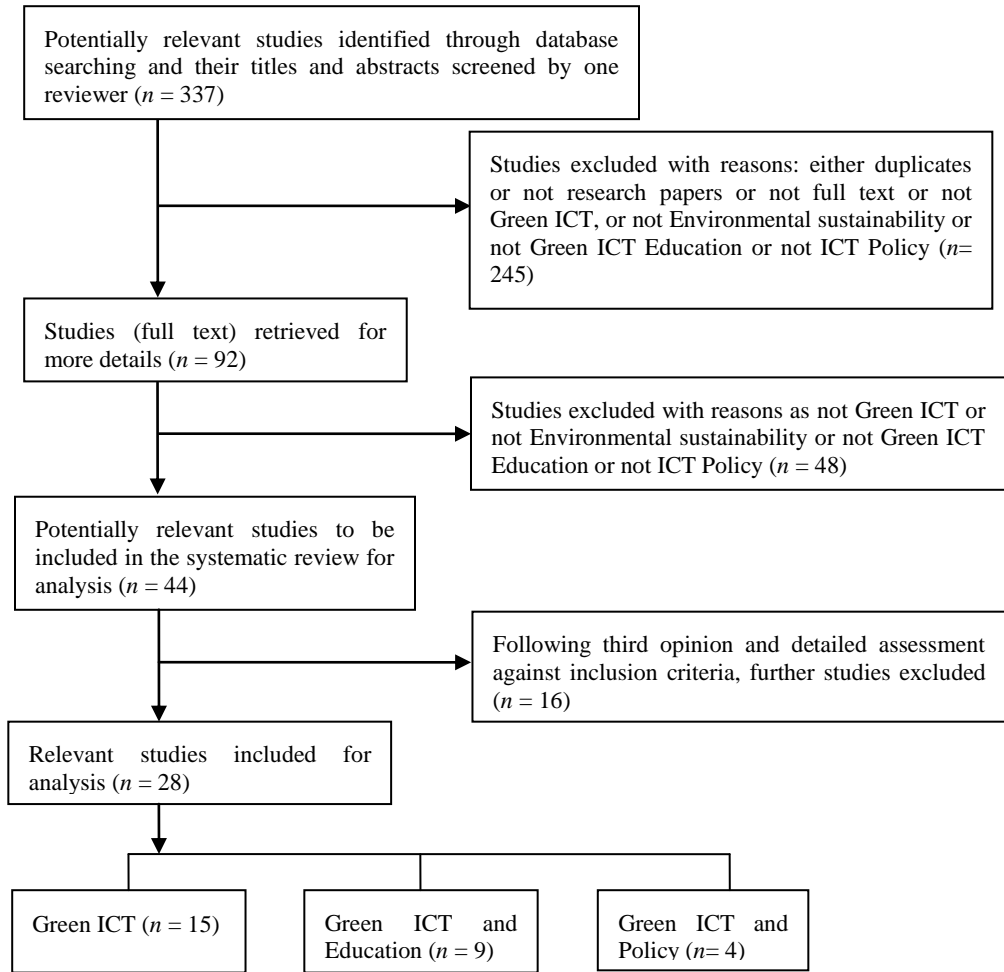 Potentially relevant studies identified through database
searching and their titles and abstracts screened by one
reviewer (n = 337)
Studies excluded with reasons: either duplicates
or not research papers or not full text or not
Green ICT, or not Environmental sustainability or
not Green ICT Education or not ICT Policy (n=
245)
Studies (full text) retrieved for
more details (n = 92)
Studies excluded with reasons as not Green ICT or
not Environmental sustainability or not Green ICT
Education or not ICT Policy (n = 48)
Potentially relevant studies to be
included in the systematic review for
analysis (n = 44)
Following third opinion and detailed assessment
against inclusion criteria, further studies excluded
(n = 16)
Relevant studies included for
analysis (n = 28)
Green ICT (n = 15)
Green ICT and
Education (n = 9)
Green ICT and
Policy (n= 4)